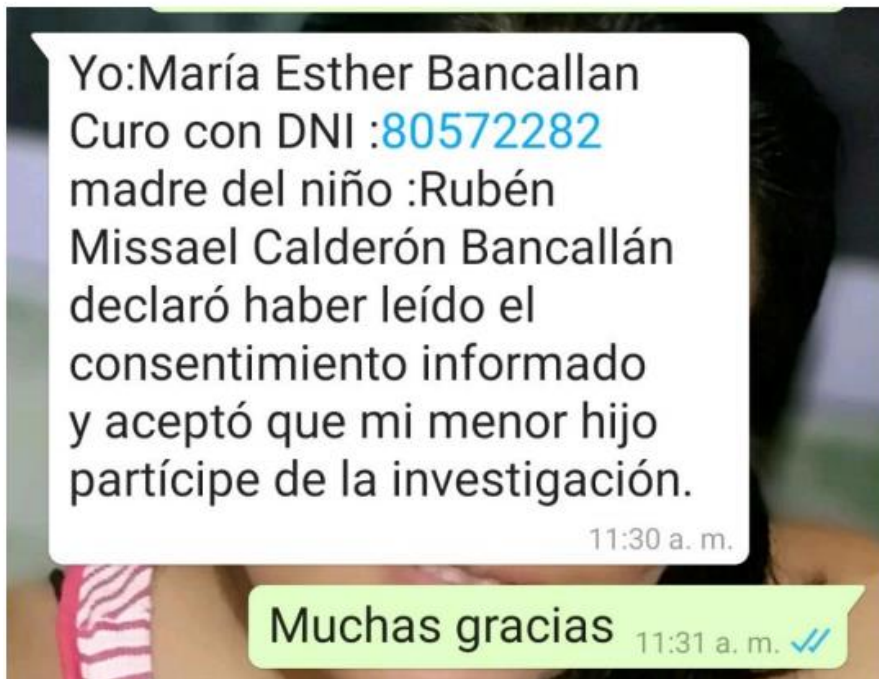 Yo:María Esther Bancallan
Curo con DNI :80572282
madre del niño :Rubén
Missael Calderón Bancallán
declaró haber leído el
consentimiento informado
y aceptó que mi menor hijo
partícipe de la investigación.
11:30 a. m.
Muchas gracias 11:31 a. m.